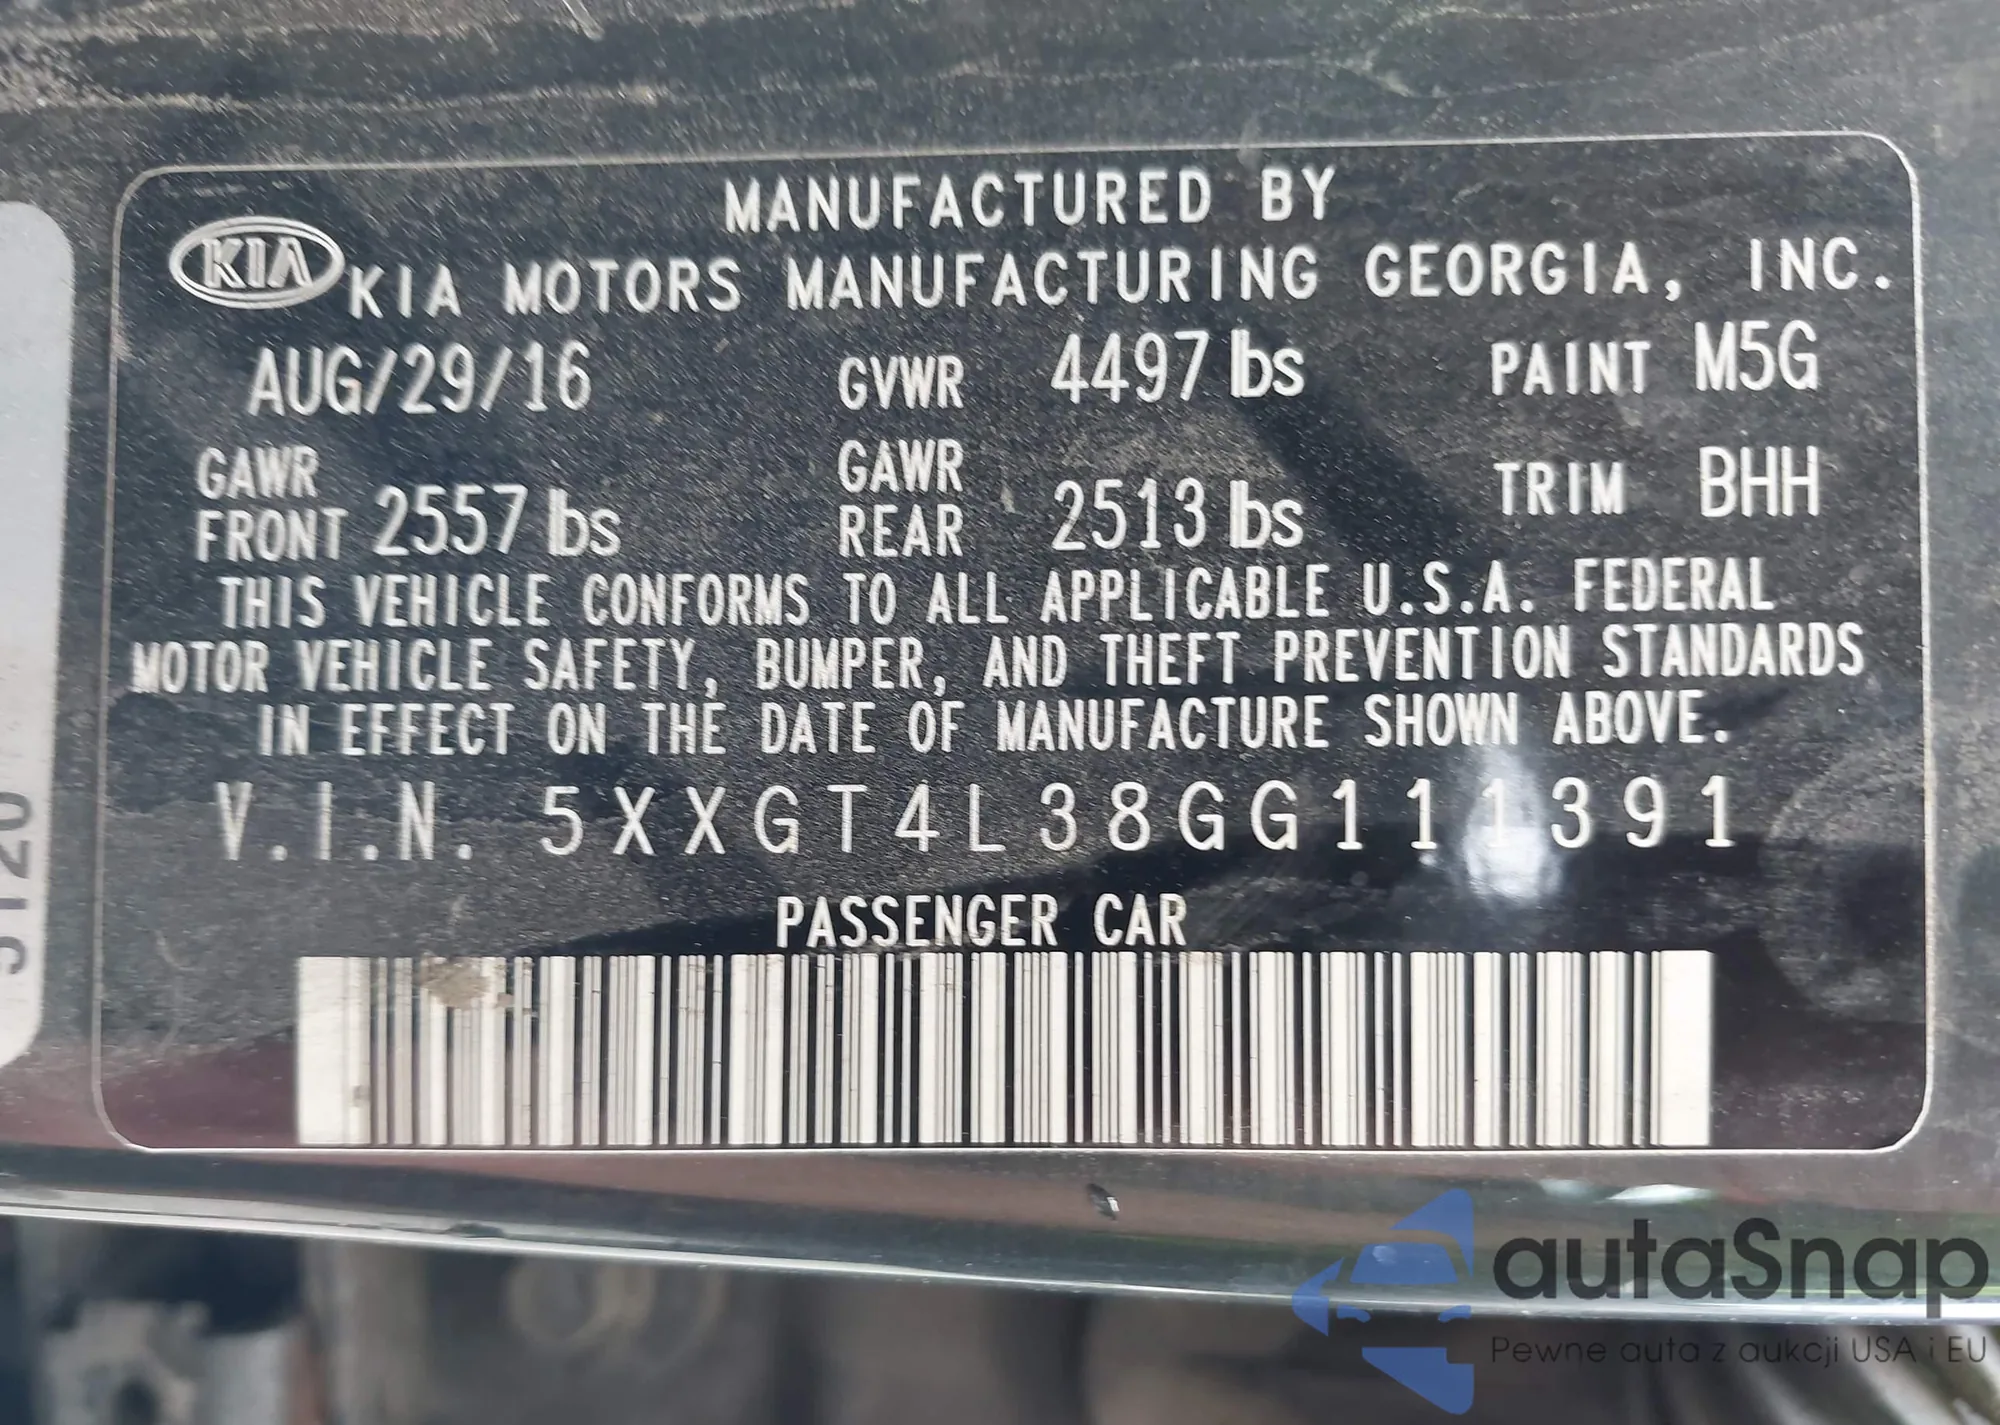 MANUFACTURED BY
KIA KIA MOTORS MANUFACTURING GEORGIA, INC.
AUG/29/16 GVWR 4497 lbs PAINT M5G
GAWR FRONT 2557 lbs GAWR REAR 2513 lbs TRIM BHH
THIS VEHICLE CONFORMS TO ALL APPLICABLE U.S.A. FEDERAL
MOTOR VEHICLE SAFETY, BUMPER, AND THEFT PREVENTION STANDARDS
IN EFFECT ON THE DATE OF MANUFACTURE SHOWN ABOVE.
V.I.N. 5XXGT4L38GG111391
PASSENGER CAR
autaSnap
Pewne auta z aukcji USA i EU